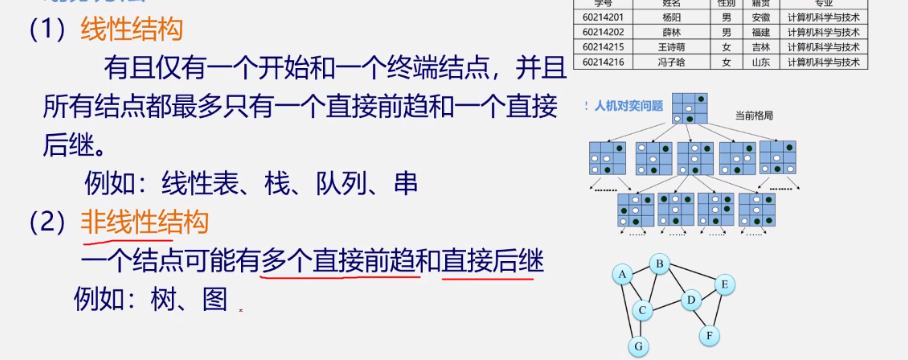 （1）线性结构
有且仅有一个开始和一个终端结点，并且
所有结点都最多只有一个直接前趋和一个直接
后继。
例如：线性表、栈、队列、串
（2）非线性结构
一个结点可能有多个直接前趋和直接后继
例如：树、图
学号 姓名 性别 籍贯 专业
60214201 杨阳 男 安徽 计算机科学与技术
60214202 薛林 男 福建 计算机科学与技术
60214215 王诗萌 女 吉林 计算机科学与技术
60214216 冯子晗 女 山东 计算机科学与技术
人机对奕问题
当前格局
……
……
……
……
……
……
A
B
E
C
D
F
G